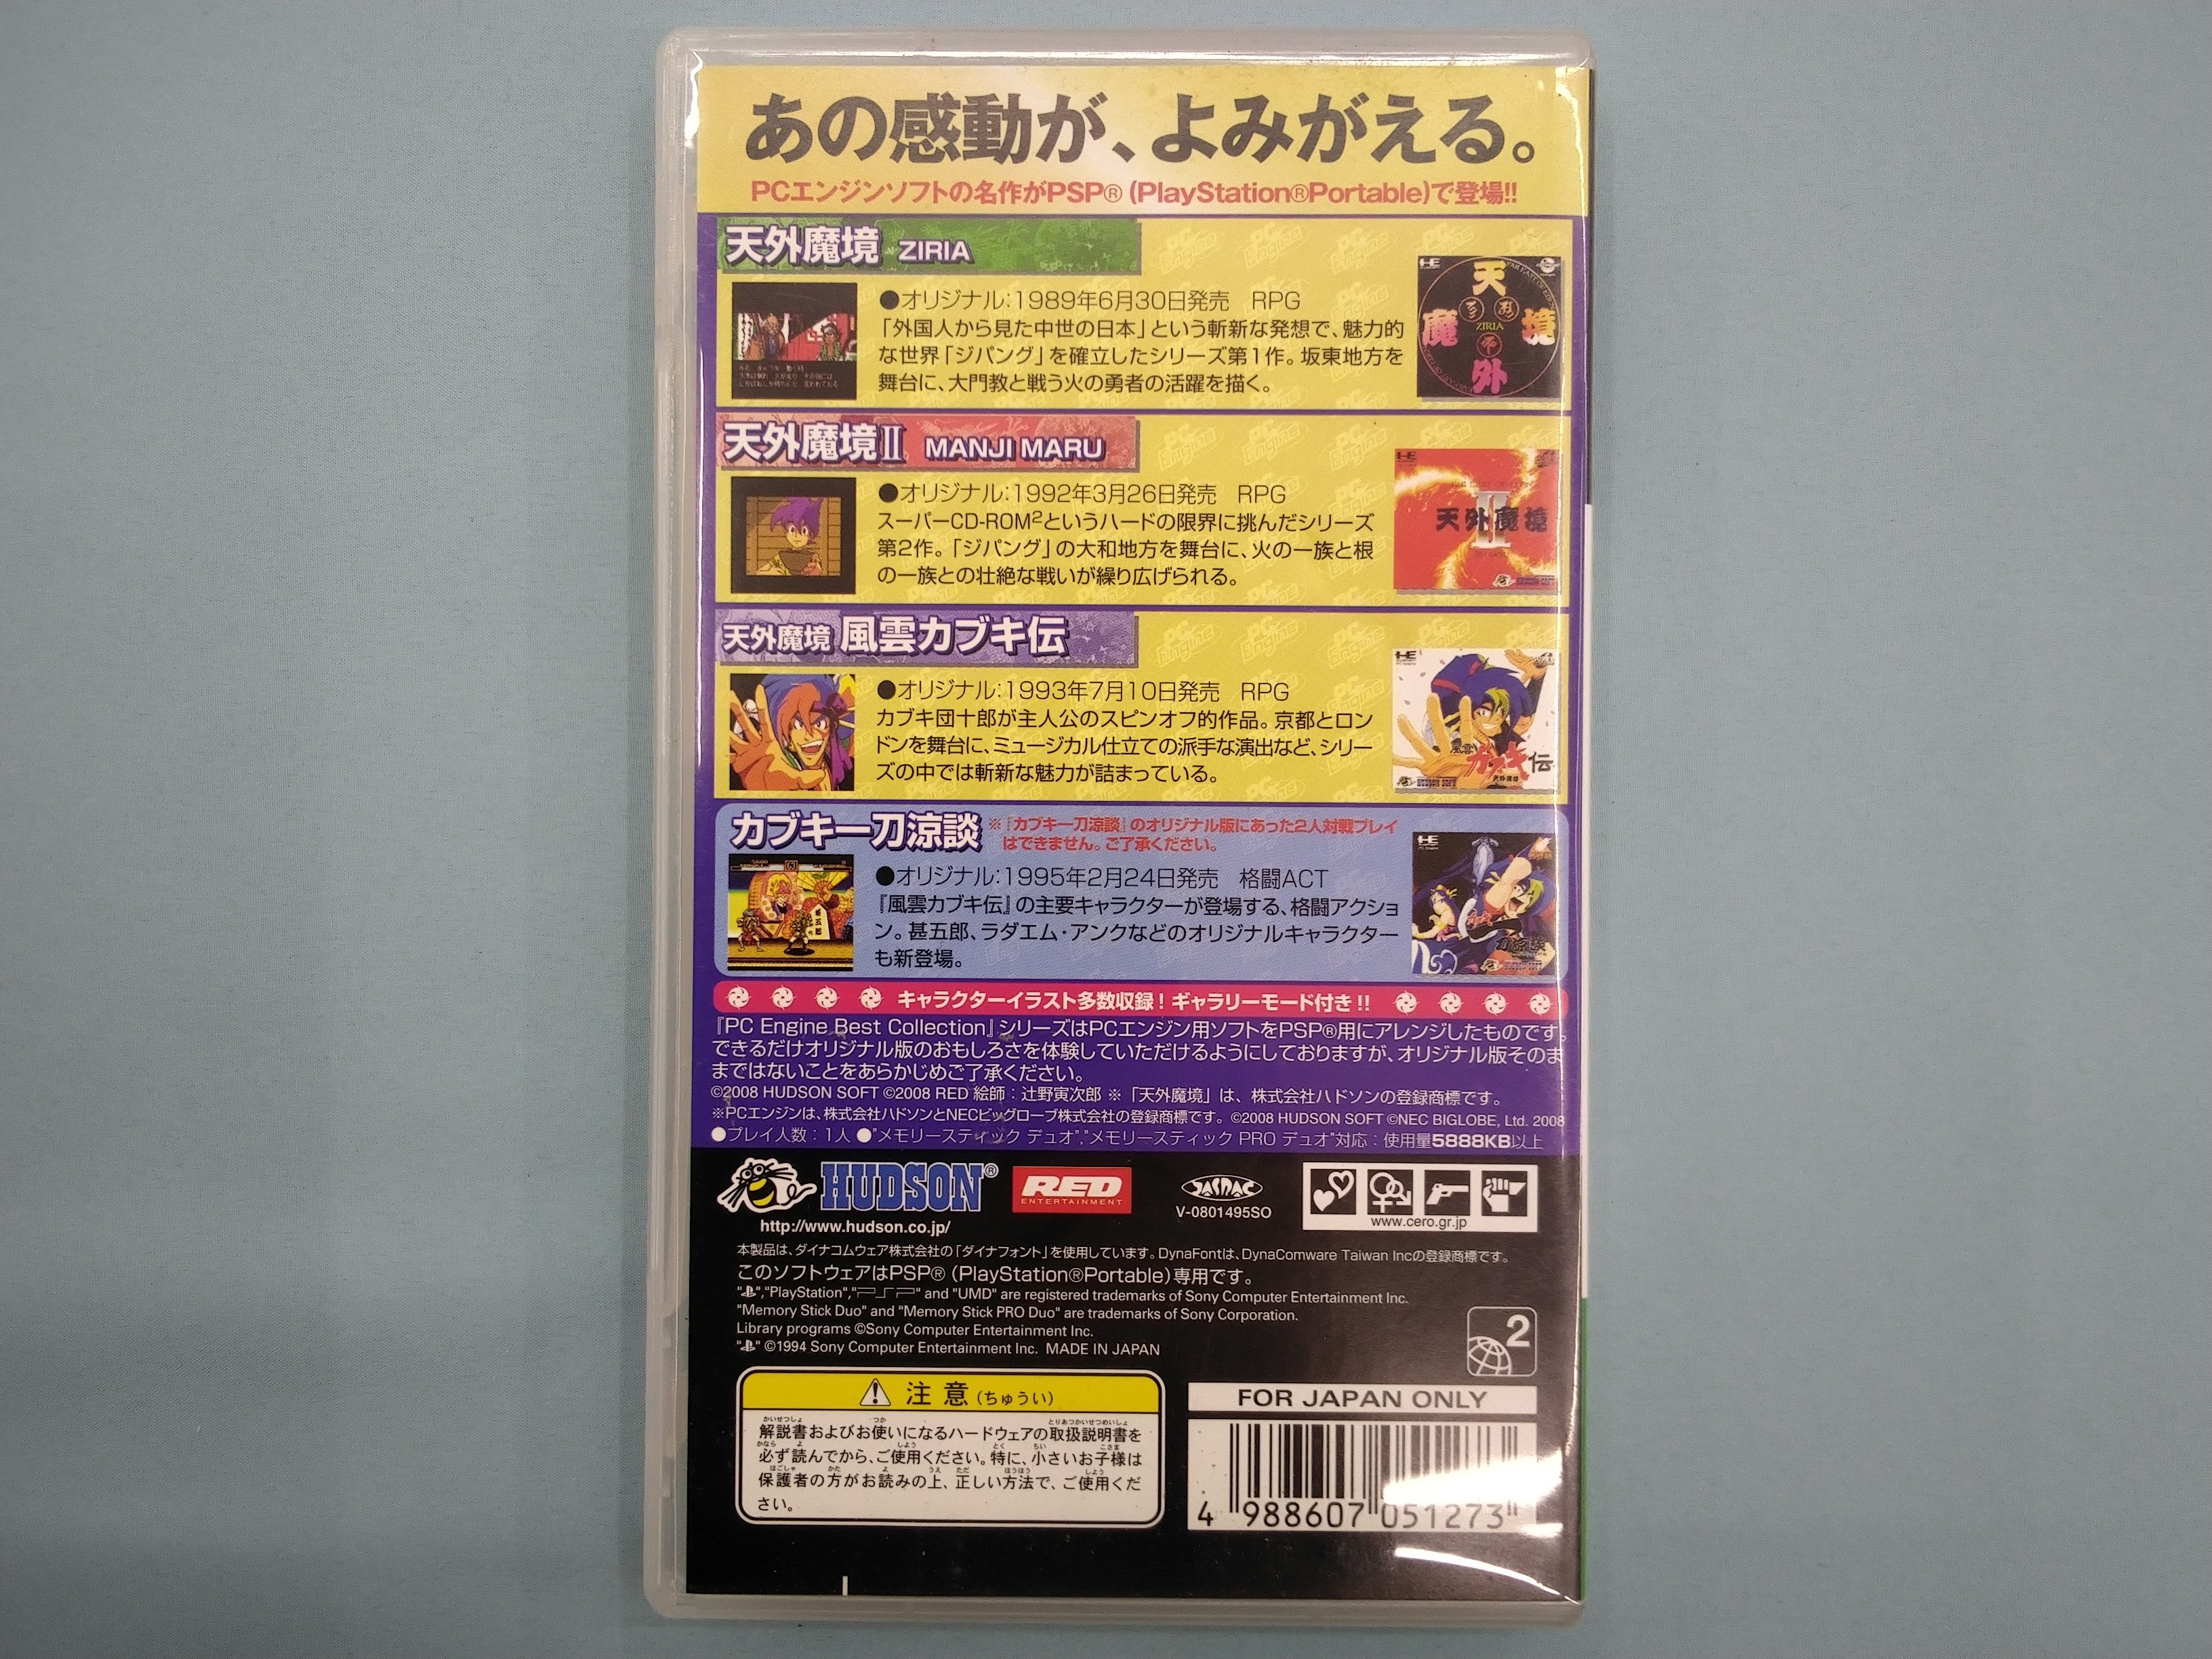 あの感動が、よみがえる。
PCエンジンソフトの名作がPSP®(PlayStation®Portable)で登場!!
天外魔境 ZIRIA
●オリジナル:1989年6月30日発売 RPG
「外国人から見た中世の日本」という斬新な発想で、魅力的
な世界「ジパング」を確立したシリーズ第1作。坂東地方を
舞台に、大門教と戦う火の勇者の活躍を描く。
天
魔 ZIRIA 境
外
天外魔境II MANJI MARU
●オリジナル:1992年3月26日発売 RPG
スーパーCD-ROM²というハードの限界に挑んだシリーズ
第2作。「ジパング」の大和地方を舞台に、火の一族と根
の一族との壮絶な戦いが繰り広げられる。
天外魔境
II
天外魔境 風雲カブキ伝
●オリジナル:1993年7月10日発売 RPG
カブキ団十郎が主人公のスピンオフ的作品。京都とロン
ドンを舞台に、ミュージカル仕立ての派手な演出など、シリー
ズの中では斬新な魅力が詰まっている。
風雲カブキ伝
天外魔境
カブキ一刀涼談
※『カブキ一刀涼談』のオリジナル版にあった2人対戦プレイ
はできません。ご了承ください。
●オリジナル:1995年2月24日発売 格闘ACT
『風雲カブキ伝』の主要キャラクターが登場する、格闘アクショ
ン。甚五郎、ラダエム・アンクなどのオリジナルキャラクター
も新登場。
キャラクターイラスト多数収録!ギャラリーモード付き!!
『PC Engine Best Collection』シリーズはPCエンジン用ソフトをPSP®用にアレンジしたものです。
できるだけオリジナル版のおもしろさを体験していただけるようにしておりますが、オリジナル版そのま
まではないことをあらかじめご了承ください。
©2008 HUDSON SOFT ©2008 RED 絵師:辻野寅次郎 ※「天外魔境」は、株式会社ハドソンの登録商標です。
※PCエンジンは、株式会社ハドソンとNECビッグローブ株式会社の登録商標です。 ©2008 HUDSON SOFT ©NEC BIGLOBE, Ltd. 2008
●プレイ人数:1人 ●"メモリースティック デュオ","メモリースティック PRO デュオ"対応:使用量5888KB以上
HUDSON®
http://www.hudson.co.jp/
RED
ENTERTAINMENT
JASRAC
V-0801495SO
www.cero.gr.jp
本製品は、ダイナコムウェア株式会社の「ダイナフォント」を使用しています。DynaFontは、DynaComware Taiwan Incの登録商標です。
このソフトウェアはPSP®(PlayStation®Portable)専用です。
"PS","PlayStation","PSP" and "UMD" are registered trademarks of Sony Computer Entertainment Inc.
"Memory Stick Duo" and "Memory Stick PRO Duo" are trademarks of Sony Corporation.
Library programs ©Sony Computer Entertainment Inc.
"PS" ©1994 Sony Computer Entertainment Inc. MADE IN JAPAN
2
注意(ちゅうい)
解説書およびお使いになるハードウェアの取扱説明書を
必ず読んでから、ご使用ください。特に、小さいお子様は
保護者の方がお読みの上、正しい方法で、ご使用くだ
さい。
FOR JAPAN ONLY
4 988607 051273